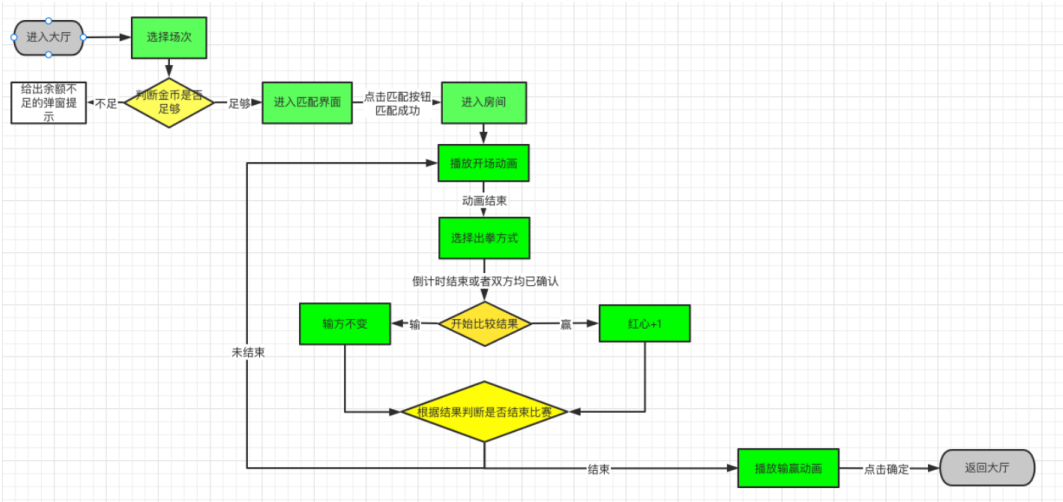 进入大厅
选择场次
给出余额不
足的弹窗提
示
不足
判断金币是否
足够
足够
进入匹配界面
点击匹配按钮,
匹配成功
进入房间
播放开场动画
动画结束
选择出拳方式
倒计时结束或者双方均已确认
输方不变
输
开始比较结果
赢
红心+1
未结束
根据结果判断是否结束比赛
结束
播放输赢动画
点击确定
返回大厅